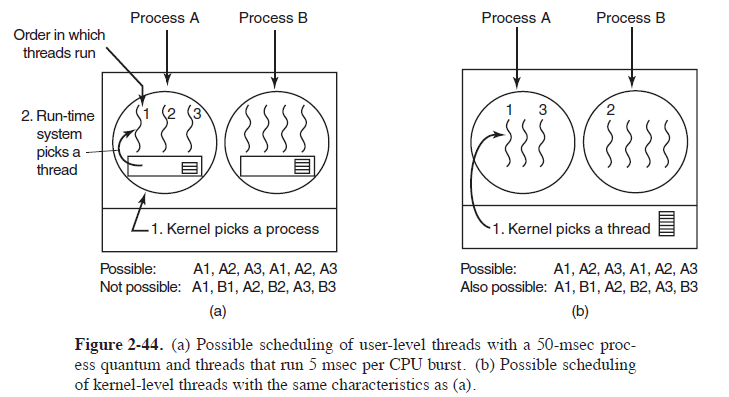 Process A
Process B
Order in which
threads run
1 2 3
2. Run-time
system
picks a
thread
1. Kernel picks a process
Possible: A1, A2, A3, A1, A2, A3
Not possible: A1, B1, A2, B2, A3, B3
(a)
Process A
Process B
1 3
2
1. Kernel picks a thread
Possible: A1, A2, A3, A1, A2, A3
Also possible: A1, B1, A2, B2, A3, B3
(b)
Figure 2-44. (a) Possible scheduling of user-level threads with a 50-msec proc-
ess quantum and threads that run 5 msec per CPU burst. (b) Possible scheduling
of kernel-level threads with the same characteristics as (a).